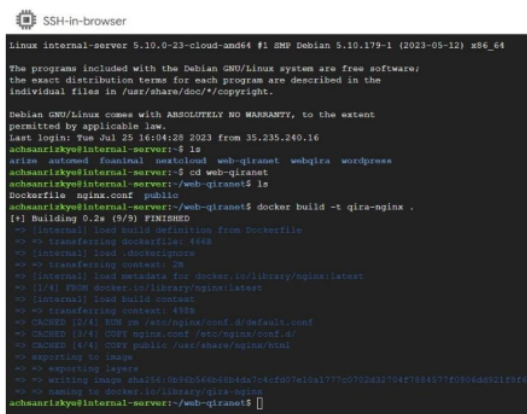 SSH-in-browser
Linux internal-server 5.10.0-23-cloud-amd64 #1 SMP Debian 5.10.179-1 (2023-05-12) x86_64
The programs included with the Debian GNU/Linux system are free software;
the exact distribution terms for each program are described in the
individual files in /usr/share/doc/*/copyright.
Debian GNU/Linux comes with ABSOLUTELY NO WARRANTY, to the extent
permitted by applicable law.
Last login: Tue Jul 25 16:04:28 2023 from 35.235.240.16
achsanrizkyo@internal-server:~$ ls
arize automed foanimal nextcloud web-qiranet webqira wordpress
achsanrizkyo@internal-server:~$ cd web-qiranet
achsanrizkyo@internal-server:~/web-qiranet$ ls
Dockerfile nginx.conf public
achsanrizkyo@internal-server:~/web-qiranet$ docker build -t qira-nginx .
[+] Building 0.2s (9/9) FINISHED
=> [internal] load build definition from Dockerfile
=> => transferring dockerfile: 466B
=> [internal] load .dockerignore
=> => transferring context: 2B
=> [internal] load metadata for docker.io/library/nginx:latest
=> [1/4] FROM docker.io/library/nginx:latest
=> [internal] load build context
=> => transferring context: 498B
=> CACHED [2/4] RUN rm /etc/nginx/conf.d/default.conf
=> CACHED [3/4] COPY nginx.conf /etc/nginx/conf.d/
=> CACHED [4/4] COPY public /usr/share/nginx/html
=> exporting to image
=> => exporting layers
=> => writing image
=> => naming to docker.io/library/qira-nginx
achsanrizkyo@internal-server:~/web-qiranet$